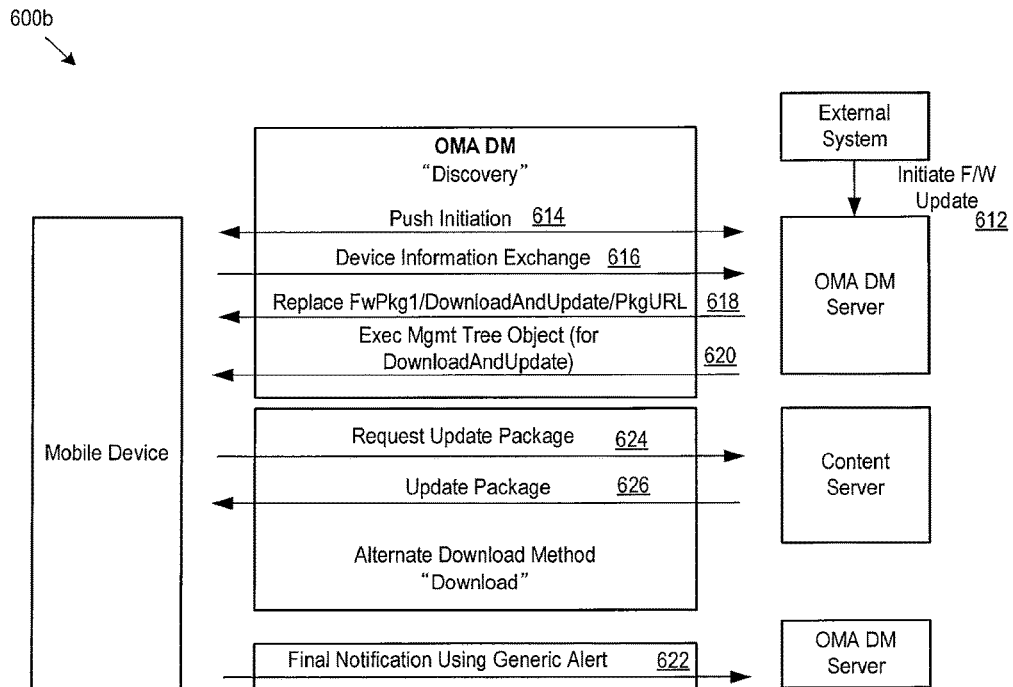 600b
External
System
Initiate F/W
Update
612
OMA DM
“Discovery”
Push Initiation 614
Device Information Exchange 616
Replace FwPkg1/DownloadAndUpdate/PkgURL 618
Exec Mgmt Tree Object (for
DownloadAndUpdate) 620
OMA DM
Server
Mobile Device
Request Update Package 624
Update Package 626
Alternate Download Method
“Download”
Content
Server
Final Notification Using Generic Alert 622
OMA DM
Server